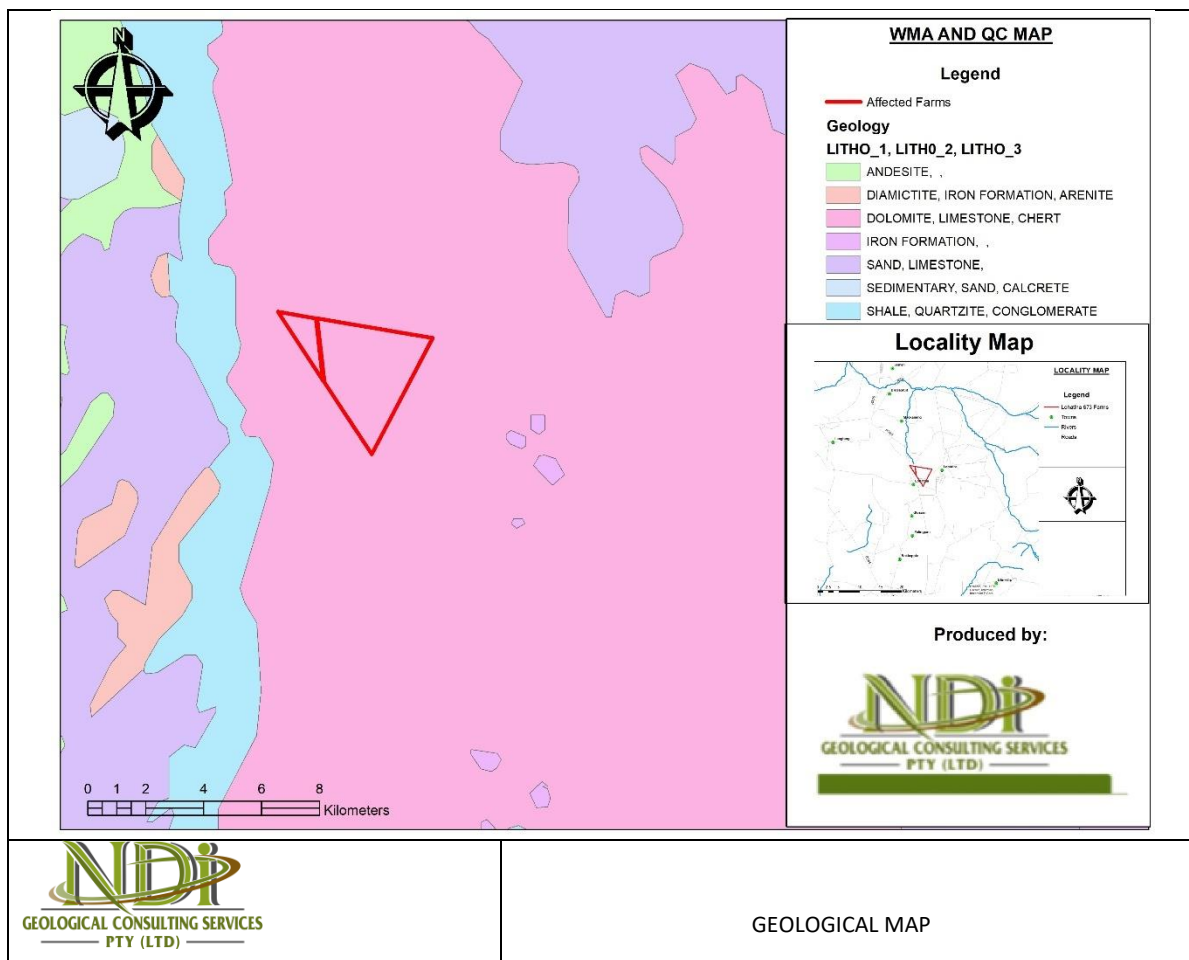 N
WMA AND QC MAP
Legend
Affected Farms
Geology
LITHO_1, LITH0_2, LITHO_3
ANDESITE, ,
DIAMICTITE, IRON FORMATION, ARENITE
DOLOMITE, LIMESTONE, CHERT
IRON FORMATION, ,
SAND, LIMESTONE,
SEDIMENTARY, SAND, CALCRETE
SHALE, QUARTZITE, CONGLOMERATE
Locality Map
LOCALITY MAP
Legend
Farms
Towns
Rivers
Roads
Kilometers
Produced by:
NDi
GEOLOGICAL CONSULTING SERVICES
PTY (LTD)
0 1 2 4 6 8
Kilometers
NDi
GEOLOGICAL CONSULTING SERVICES
PTY (LTD)
GEOLOGICAL MAP